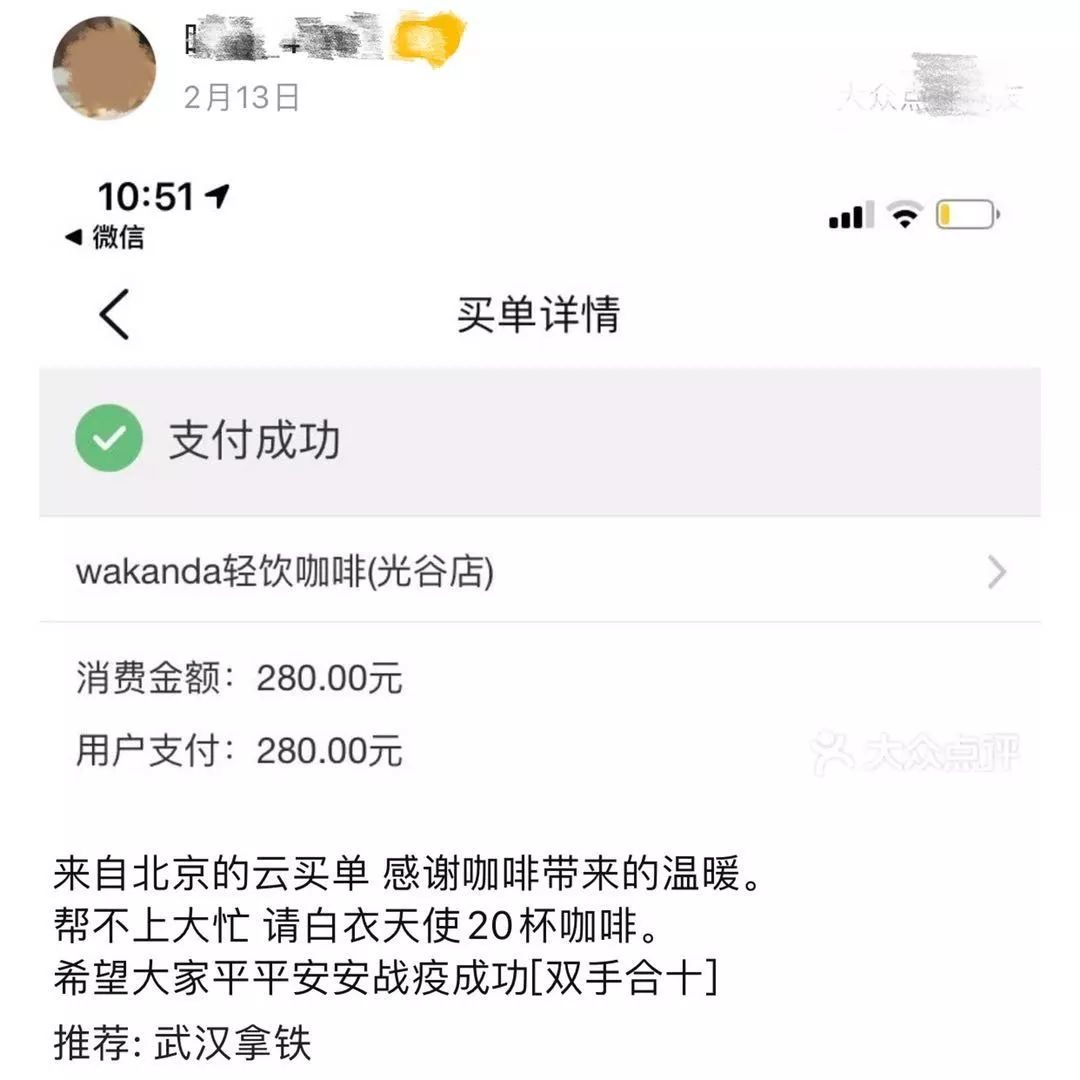 2月13日
10:51
微信
买单详情
支付成功
wakanda轻饮咖啡(光谷店)
消费金额：280.00元
用户支付：280.00元
大众点评
来自北京的云买单 感谢咖啡带来的温暖。
帮不上大忙 请白衣天使20杯咖啡。
希望大家平平安安战疫成功[双手合十]
推荐: 武汉拿铁